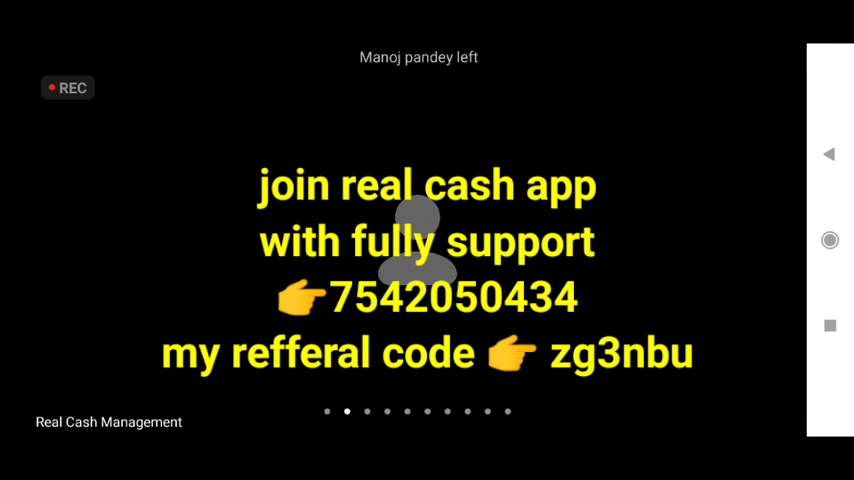 Manoj pandey left
REC
join real cash app
with fully support
👉7542050434
my refferal code 👉 zg3nbu
Real Cash Management